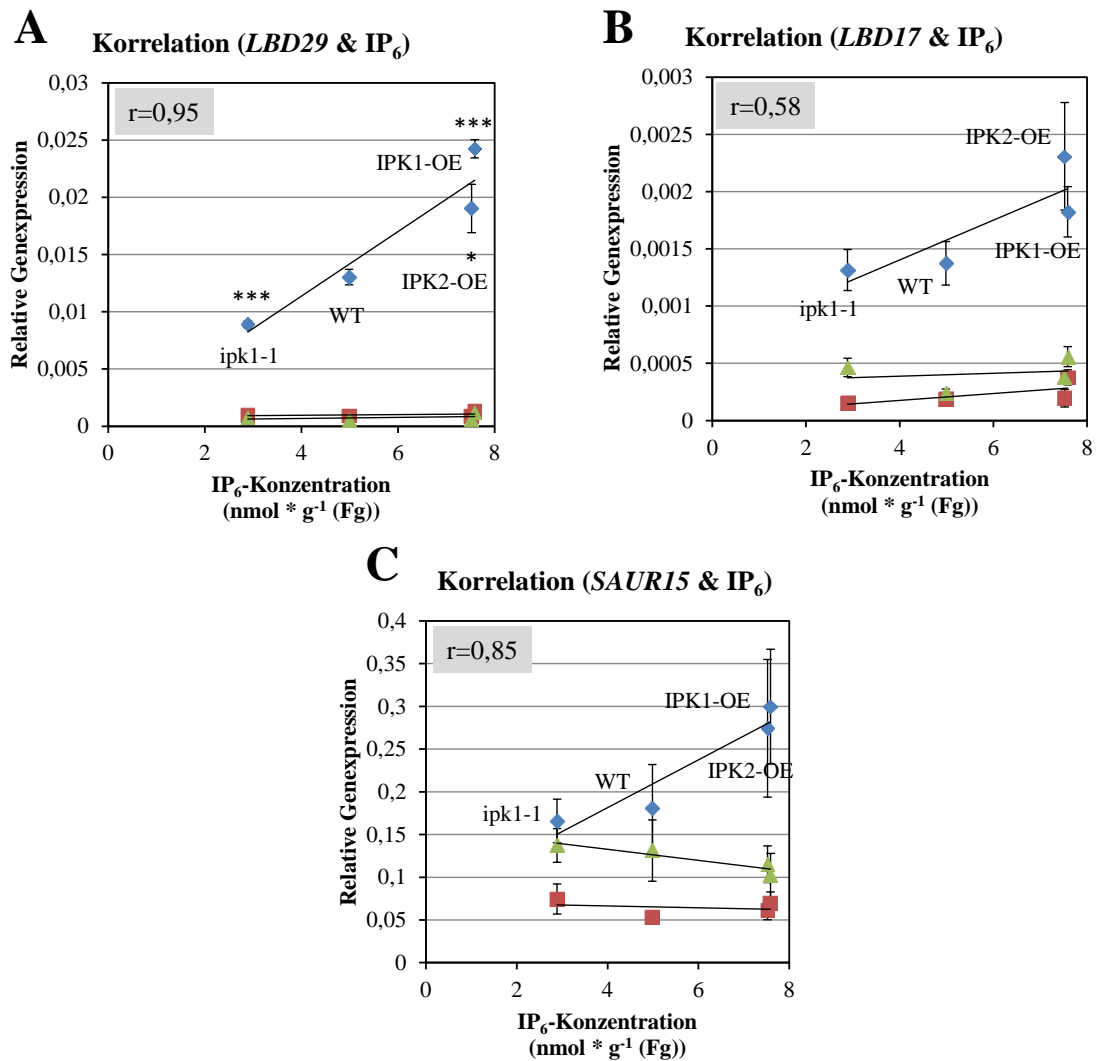 A
Korrelation (LBD29 & IP₆)
r=0,95
Relative Genexpression
0,03
0,025
0,02
0,015
0,01
0,005
0
***
IPK1-OE
*
IPK2-OE
***
WT
ipk1-1
0 2 4 6 8
IP₆-Konzentration
(nmol * g⁻¹ (Fg))
B
Korrelation (LBD17 & IP₆)
r=0,58
Relative Genexpression
0,003
0,0025
0,002
0,0015
0,001
0,0005
0
IPK2-OE
IPK1-OE
WT
ipk1-1
0 2 4 6 8
IP₆-Konzentration
(nmol * g⁻¹ (Fg))
C
Korrelation (SAUR15 & IP₆)
r=0,85
Relative Genexpression
0,4
0,35
0,3
0,25
0,2
0,15
0,1
0,05
0
IPK1-OE
IPK2-OE
WT
ipk1-1
0 2 4 6 8
IP₆-Konzentration
(nmol * g⁻¹ (Fg))